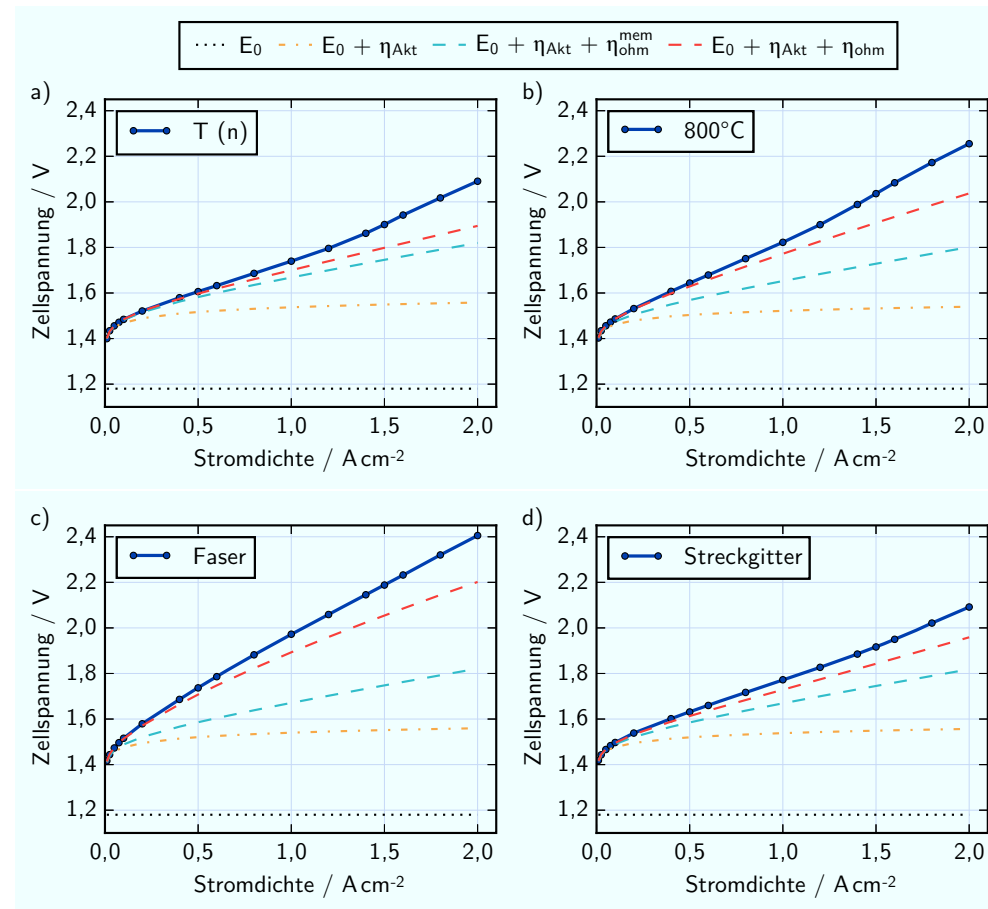 E₀ E₀ + ηAkt E₀ + ηAkt + ηohm^mem E₀ + ηAkt + ηohm
a)
T (n)
2,4
2,2
2,0
1,8
1,6
1,4
1,2
Zellspannung / V
0,0 0,5 1,0 1,5 2,0
Stromdichte / A cm⁻²
b)
800°C
2,4
2,2
2,0
1,8
1,6
1,4
1,2
Zellspannung / V
0,0 0,5 1,0 1,5 2,0
Stromdichte / A cm⁻²
c)
Faser
2,4
2,2
2,0
1,8
1,6
1,4
1,2
Zellspannung / V
0,0 0,5 1,0 1,5 2,0
Stromdichte / A cm⁻²
d)
Streckgitter
2,4
2,2
2,0
1,8
1,6
1,4
1,2
Zellspannung / V
0,0 0,5 1,0 1,5 2,0
Stromdichte / A cm⁻²